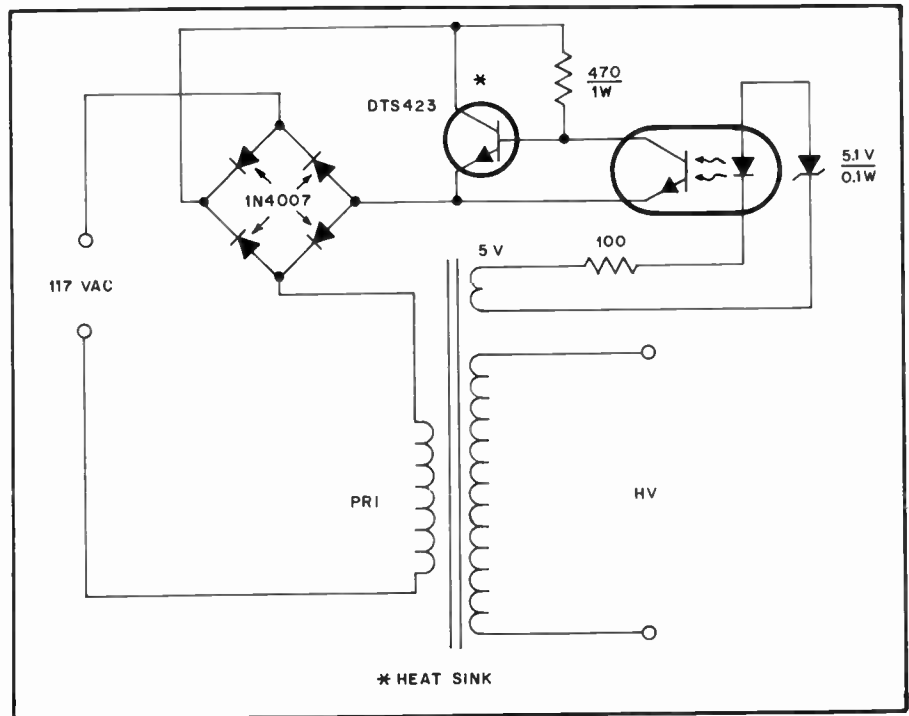 *
470
1W
DTS423
5.1 V
0.1W
1N4007
5 V
100
117 VAC
PRI
HV
* HEAT SINK